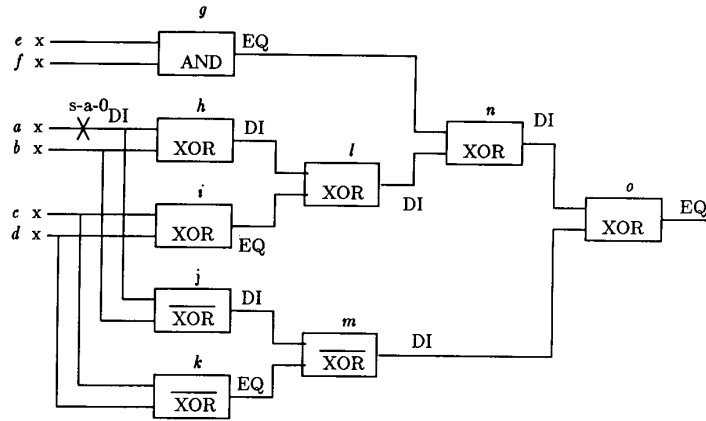 g
e x
EQ
f x
AND
s-a-0
DI
h
DI
n
DI
a x
b x
XOR
l
XOR
o
i
XOR
DI
EQ
c x
XOR
d x
XOR
EQ
j
DI
XOR
m
DI
k
XOR
EQ
XOR